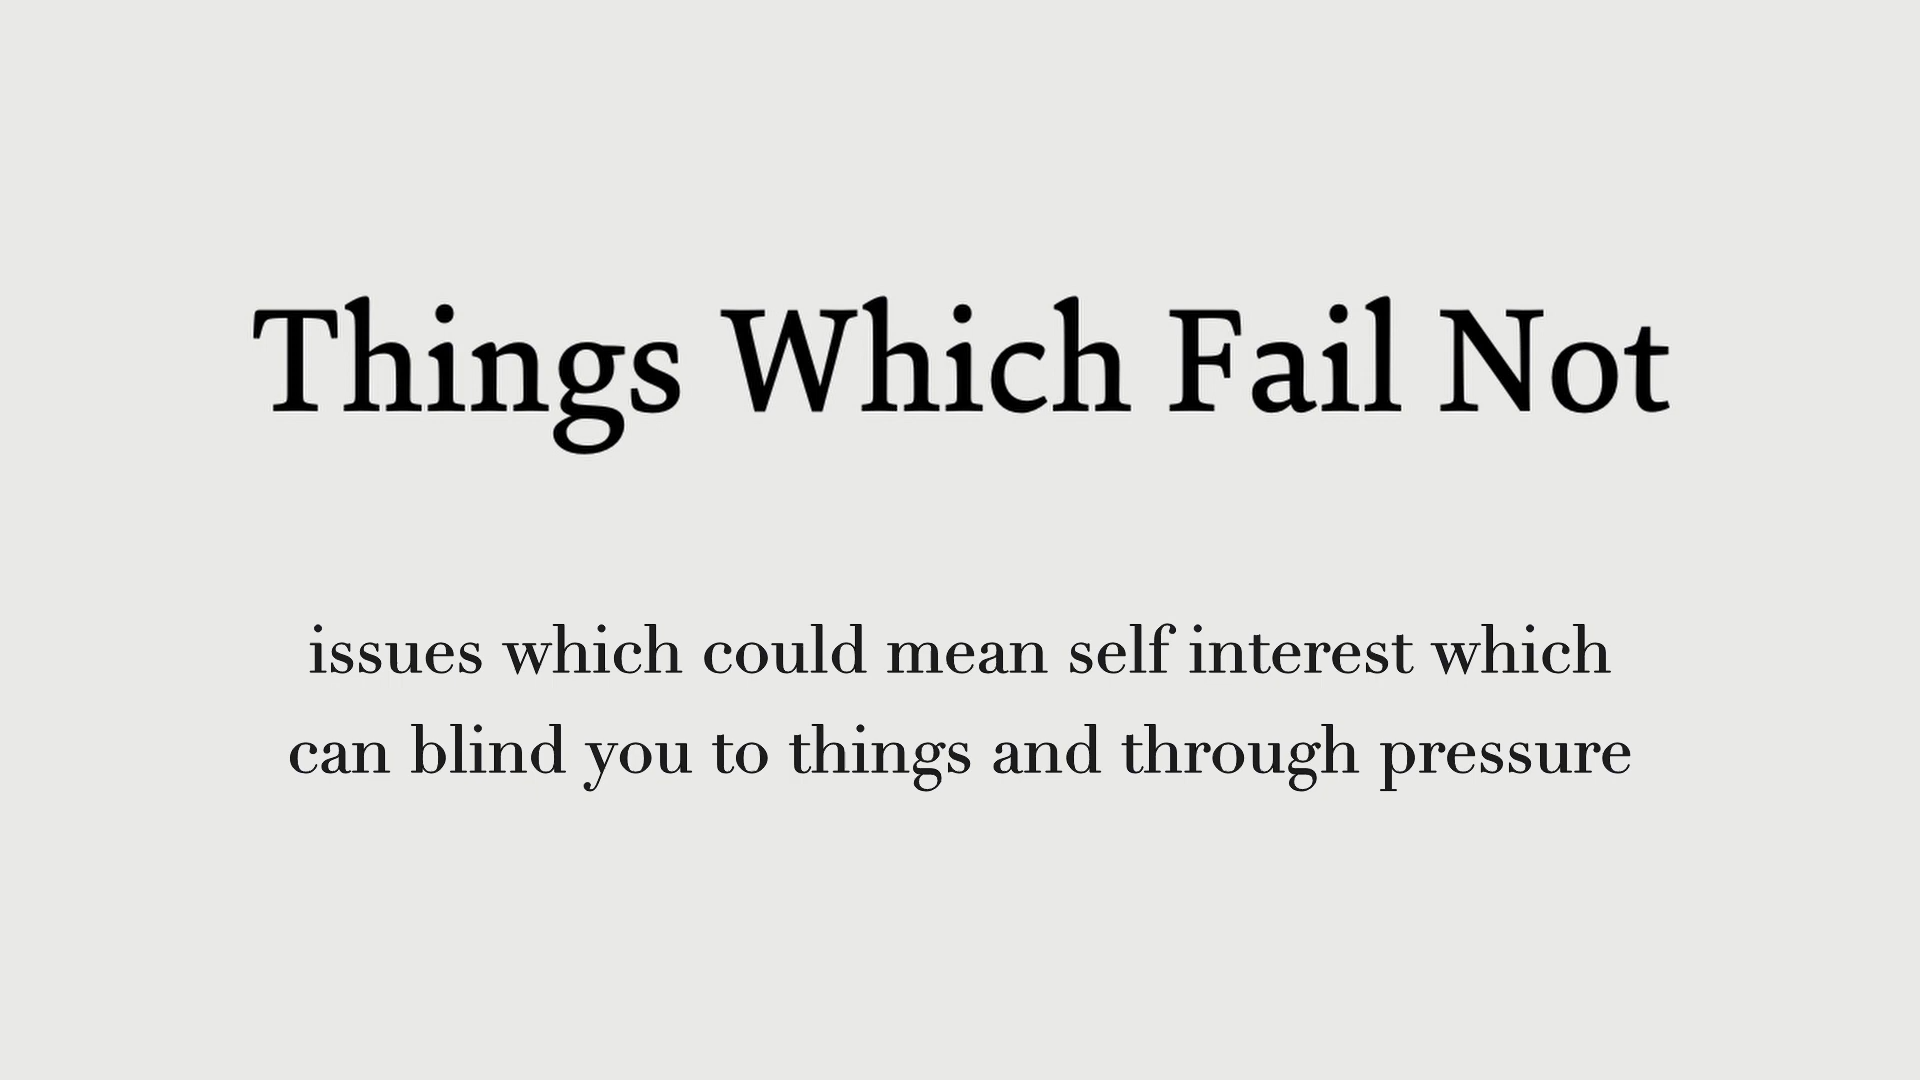 Things Which Fail Not
issues which could mean self interest which
can blind you to things and through pressure